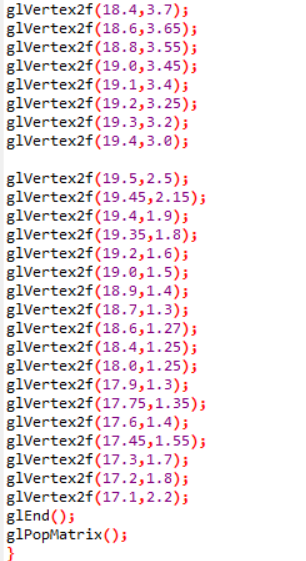 glVertex2f(18.4,3.7);
glVertex2f(18.6,3.65);
glVertex2f(18.8,3.55);
glVertex2f(19.0,3.45);
glVertex2f(19.1,3.4);
glVertex2f(19.2,3.25);
glVertex2f(19.3,3.2);
glVertex2f(19.4,3.0);

glVertex2f(19.5,2.5);
glVertex2f(19.45,2.15);
glVertex2f(19.4,1.9);
glVertex2f(19.35,1.8);
glVertex2f(19.2,1.6);
glVertex2f(19.0,1.5);
glVertex2f(18.9,1.4);
glVertex2f(18.7,1.3);
glVertex2f(18.6,1.27);
glVertex2f(18.4,1.25);
glVertex2f(18.0,1.25);
glVertex2f(17.9,1.3);
glVertex2f(17.75,1.35);
glVertex2f(17.6,1.4);
glVertex2f(17.45,1.55);
glVertex2f(17.3,1.7);
glVertex2f(17.2,1.8);
glVertex2f(17.1,2.2);
glEnd();
glPopMatrix();
}